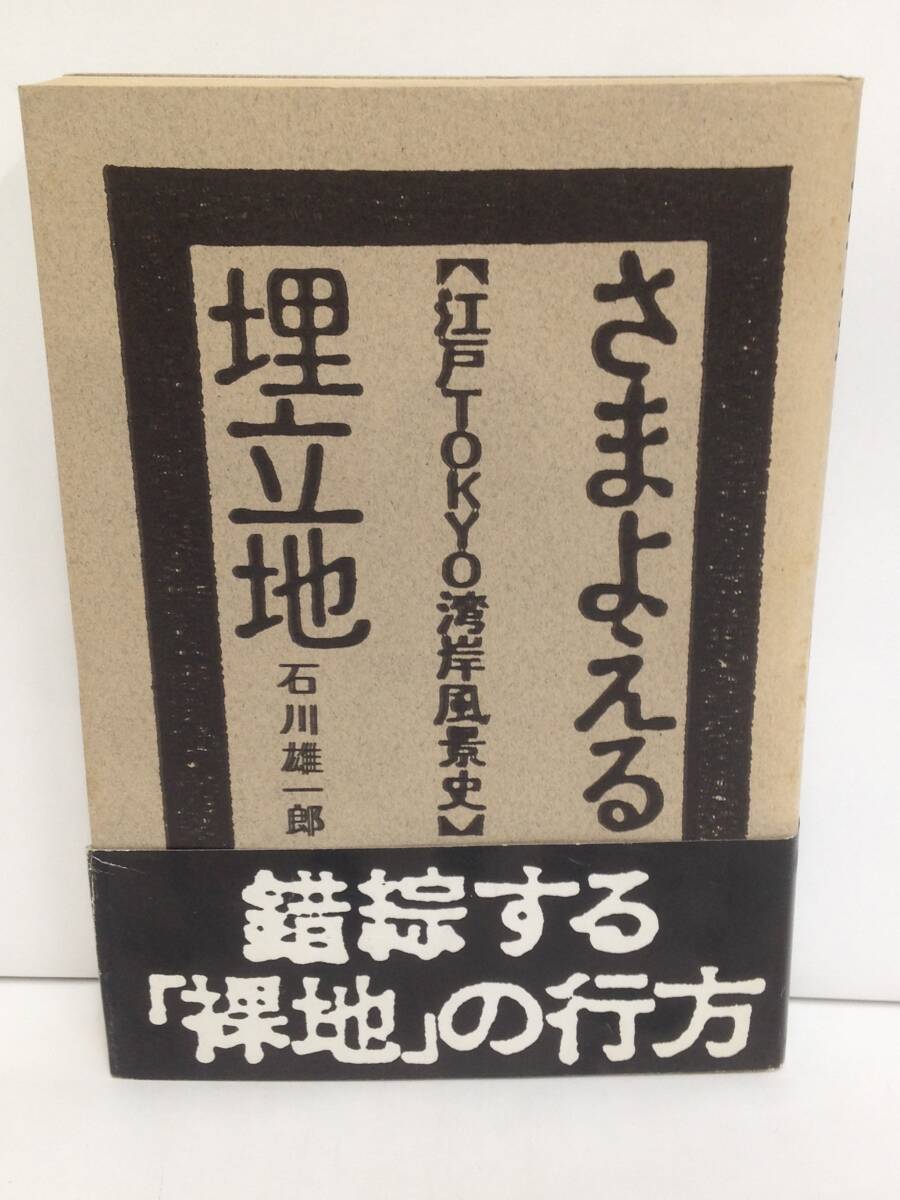 さまよえる
【江戸TOKYO湾岸風景史】
埋立地
石川雄一郎
錯綜する
「裸地」の行方